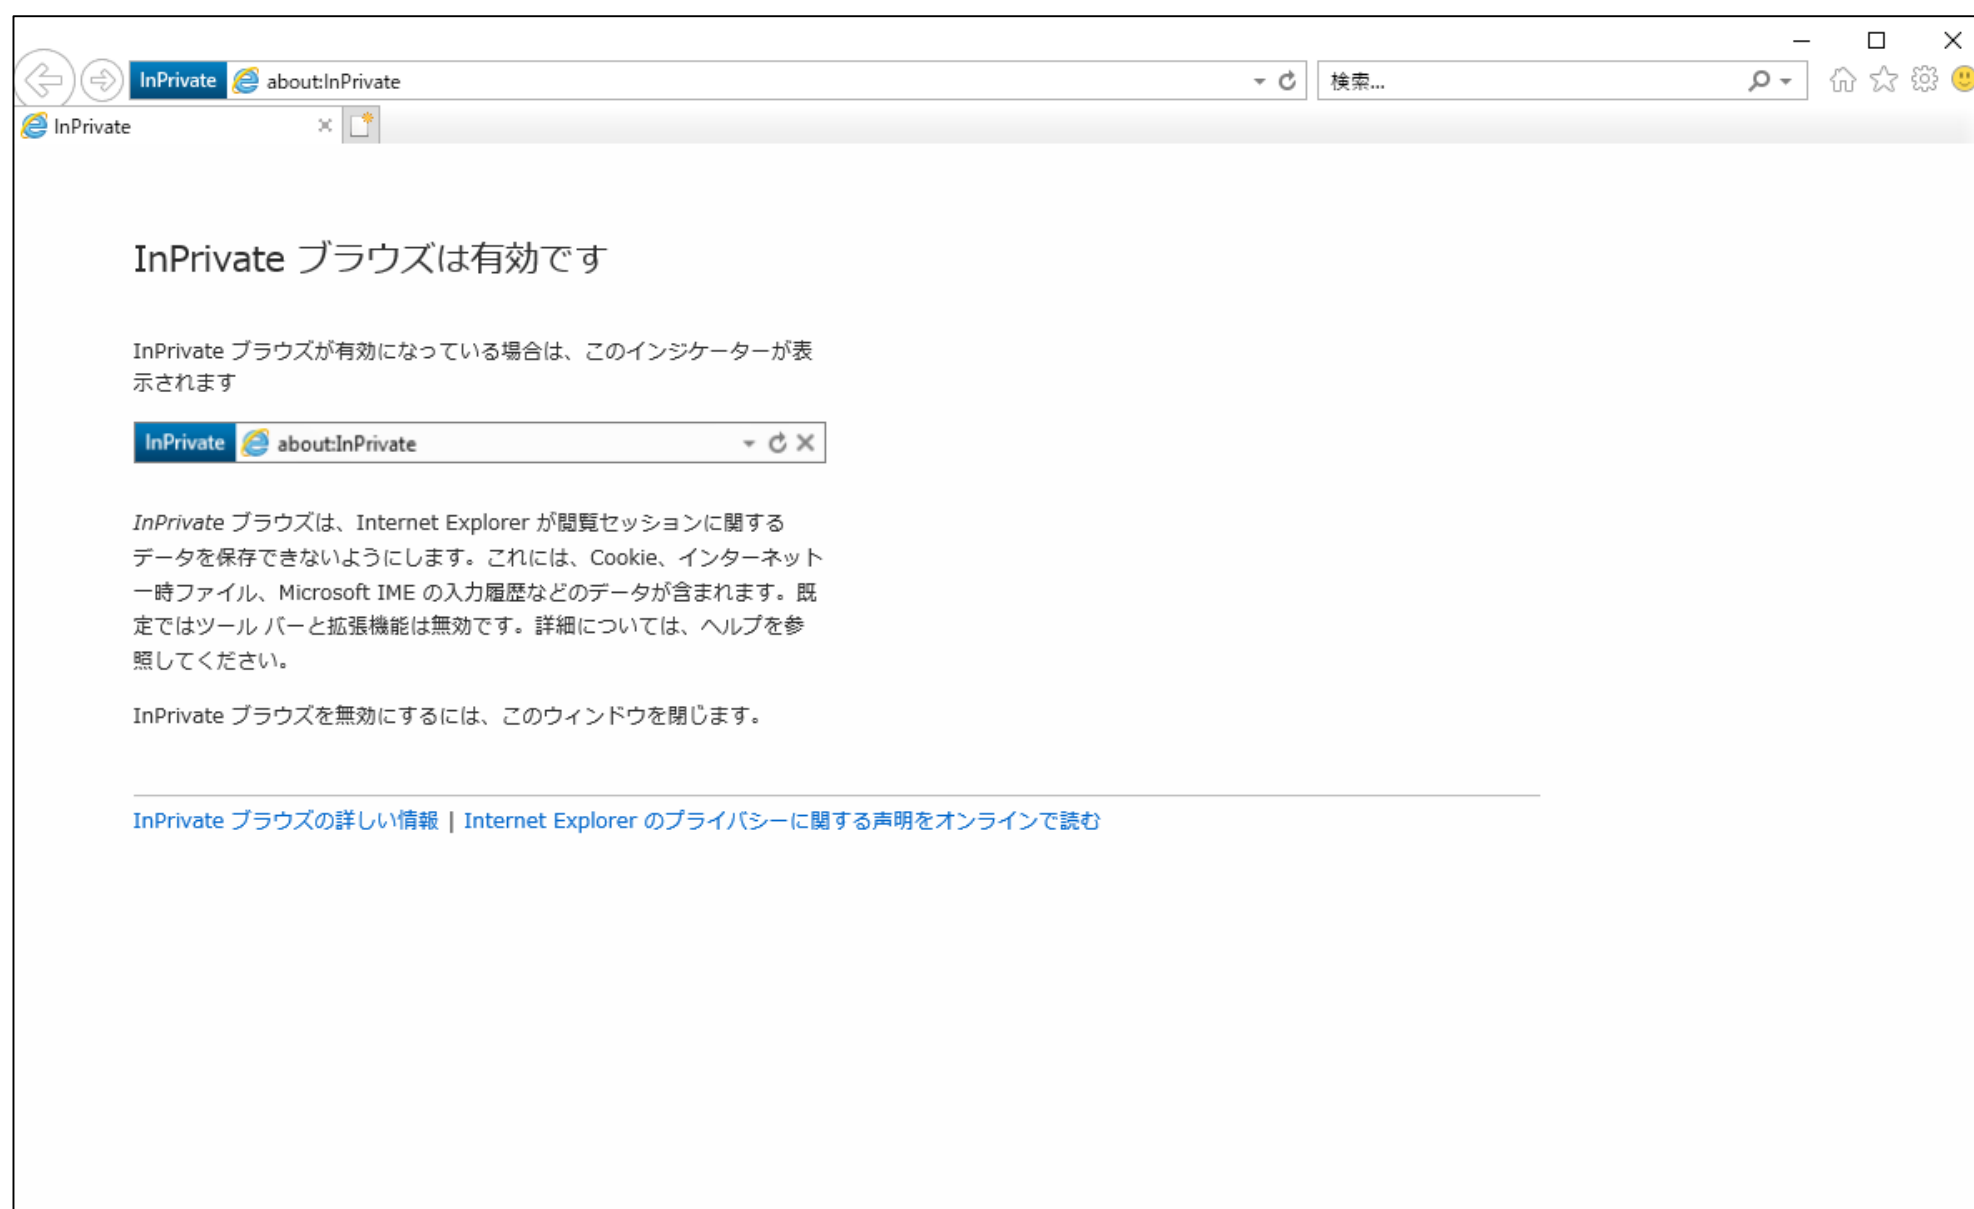 InPrivate about:InPrivate 検索...
InPrivate
InPrivate ブラウズは有効です
InPrivate ブラウズが有効になっている場合は、このインジケーターが表
示されます
InPrivate about:InPrivate
InPrivate ブラウズは、Internet Explorer が閲覧セッションに関する
データを保存できないようにします。これには、Cookie、インターネット
一時ファイル、Microsoft IME の入力履歴などのデータが含まれます。既
定ではツール バーと拡張機能は無効です。詳細については、ヘルプを参
照してください。
InPrivate ブラウズを無効にするには、このウィンドウを閉じます。
InPrivate ブラウズの詳しい情報 | Internet Explorer のプライバシーに関する声明をオンラインで読む